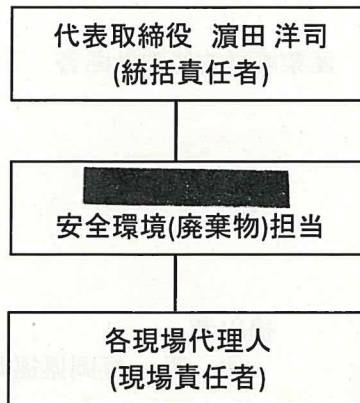 代表取締役 濵田 洋司
(統括責任者)
安全環境(廃棄物)担当
各現場代理人
(現場責任者)